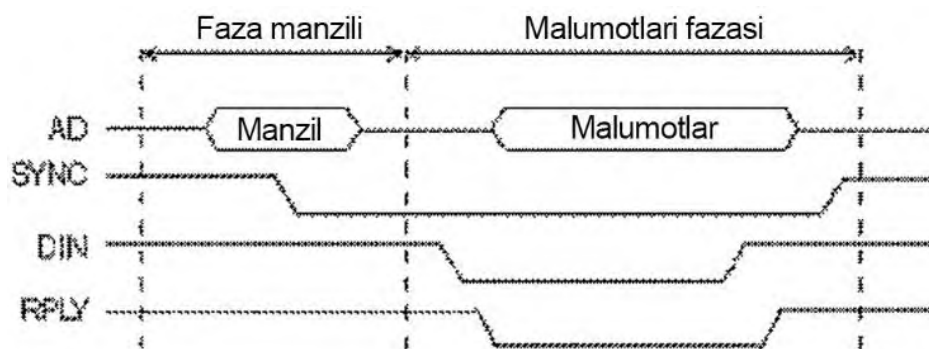 Faza manzili Malumotlari fazasi
AD Manzil Malumotlar
SYNC
DIN
RPLY